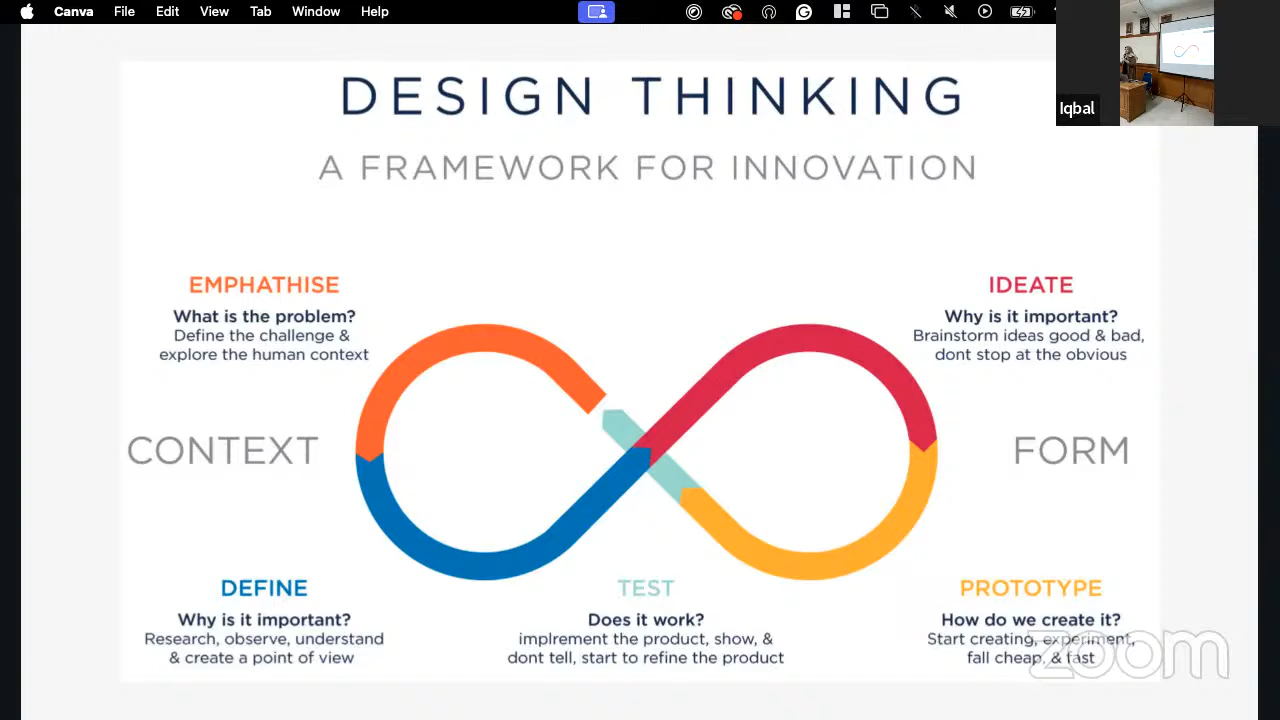 Canva File Edit View Tab Window Help
Iqbal
DESIGN THINKING
A FRAMEWORK FOR INNOVATION
EMPHATHISE
What is the problem?
Define the challenge &
explore the human context
IDEATE
Why is it important?
Brainstorm ideas good & bad,
dont stop at the obvious
CONTEXT
FORM
DEFINE
Why is it important?
Research, observe, understand
& create a point of view
TEST
Does it work?
imprlement the product, show, &
dont tell, start to refine the product
PROTOTYPE
How do we create it?
Start creating, experiment,
fall cheap, & fast
zoom